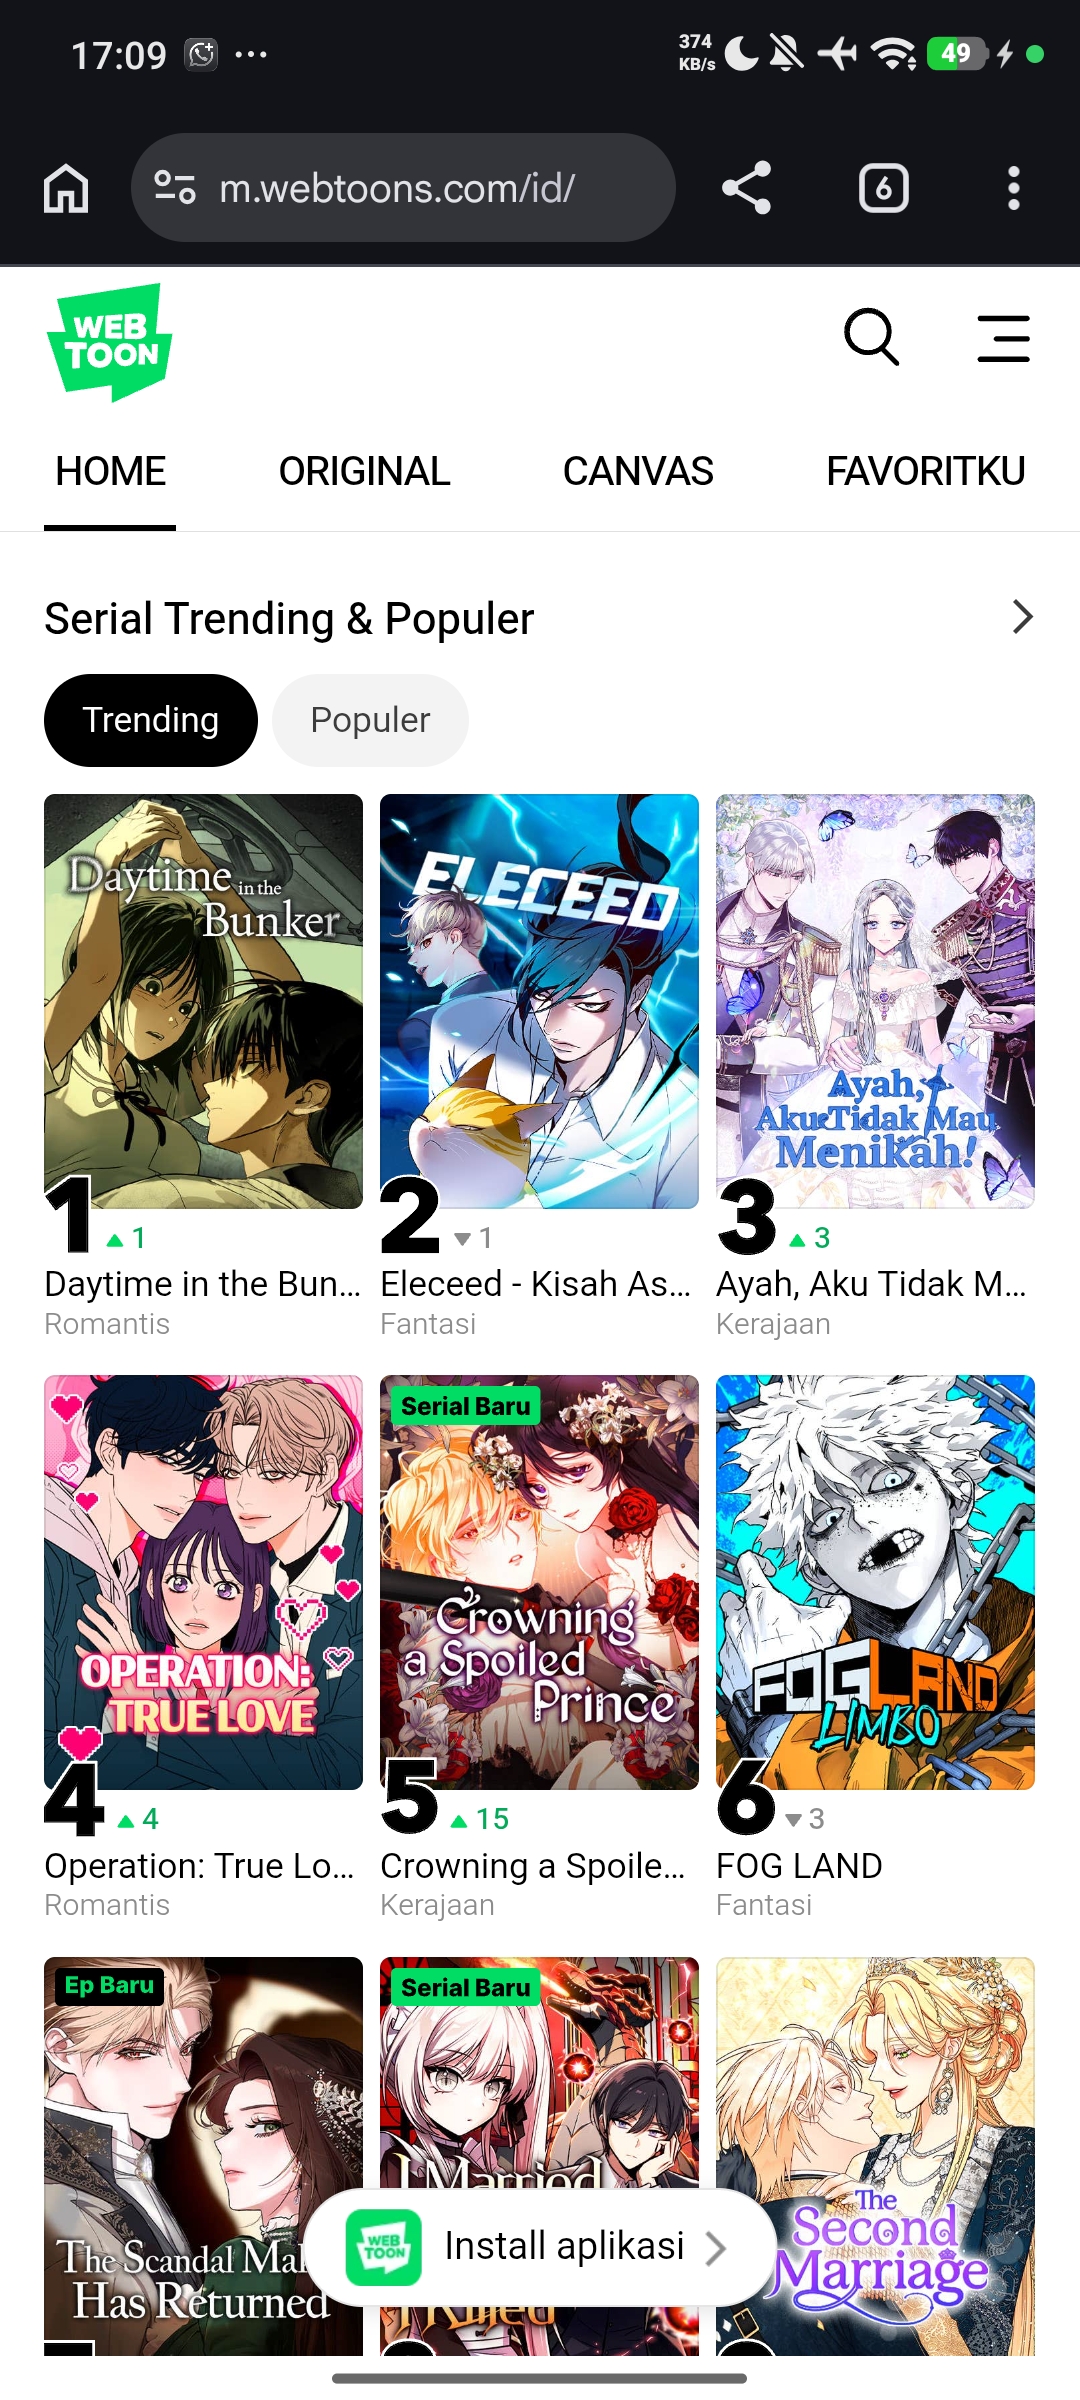 17:09
374
KB/s
49
m.webtoons.com/id/
6
WEB
TOON
HOME
ORIGINAL
CANVAS
FAVORITKU
Serial Trending & Populer
Trending
Populer
Daytime in the
Bunker
ELECEED
Ayah,
Aku Tidak Mau
Menikah!
1
1
2
1
3
3
Daytime in the Bun...
Eleceed - Kisah As...
Ayah, Aku Tidak M...
Romantis
Fantasi
Kerajaan
OPERATION:
TRUE LOVE
Serial Baru
Crowning
a Spoiled
Prince
FOG LAND
LIMBO
4
4
5
15
6
3
Operation: True Lo...
Crowning a Spoile...
FOG LAND
Romantis
Kerajaan
Fantasi
Ep Baru
The Scandal
Has Returned
Serial Baru
I Married
Killed
The
Second
Marriage
WEB
TOON
Install aplikasi